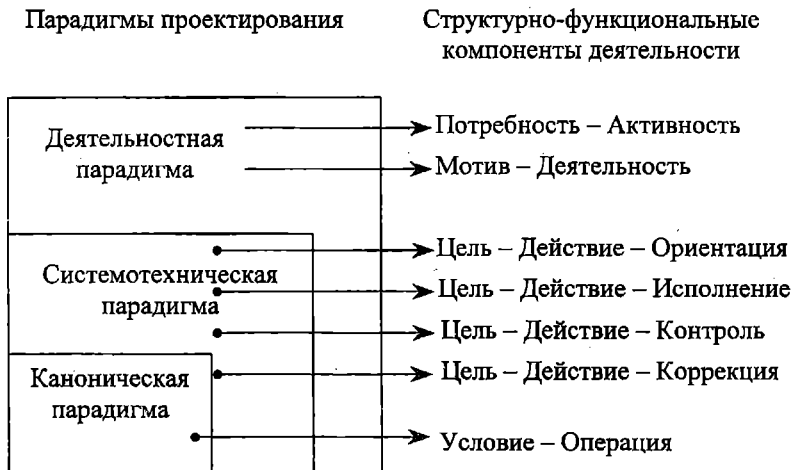 Парадигмы проектирования
Структурно-функциональные
компоненты деятельности
Деятельностная
парадигма
Потребность – Активность
Мотив – Деятельность
Системотехническая
парадигма
Цель – Действие – Ориентация
Цель – Действие – Исполнение
Цель – Действие – Контроль
Цель – Действие – Коррекция
Каноническая
парадигма
Условие – Операция